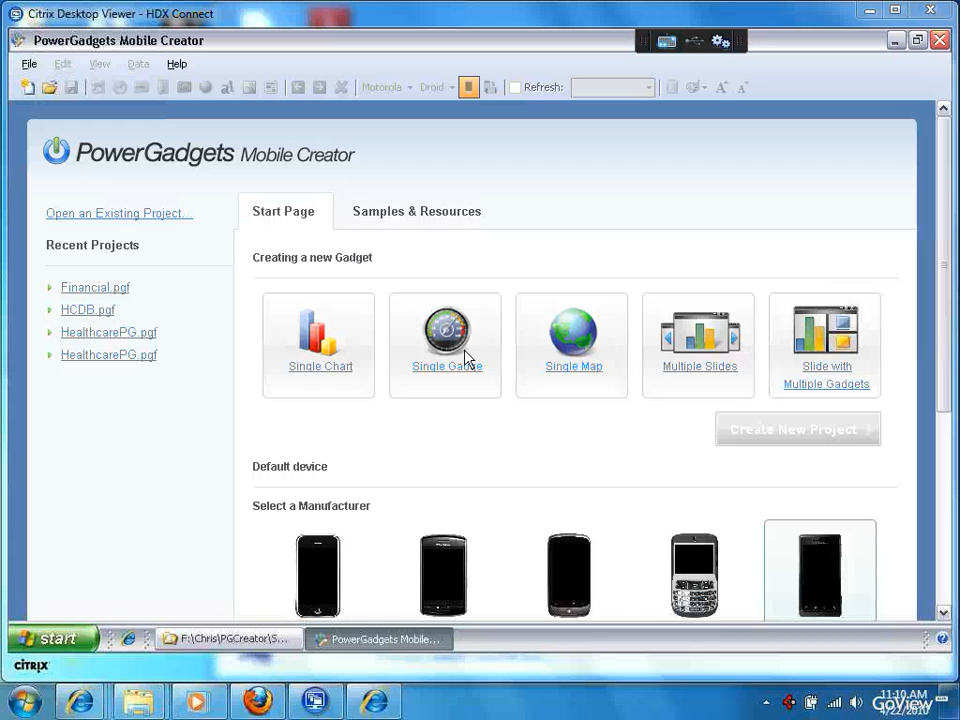 Citrix Desktop Viewer - HDX Connect
PowerGadgets Mobile Creator
File Edit View Data Help
Motorola Droid Refresh:
PowerGadgets Mobile Creator
Open an Existing Project...
Recent Projects
Financial.pgf
HCDB.pgf
HealthcarePG.pgf
HealthcarePG.pgf
Start Page Samples & Resources
Creating a new Gadget
Single Chart
Single Gauge
Single Map
Multiple Slides
Slide with
Multiple Gadgets
Create New Project
Default device
Select a Manufacturer
start F:\Chris\PGCreator\S... PowerGadgets Mobile...
CITRIX
11:10 AM
4/22/2010
GoView